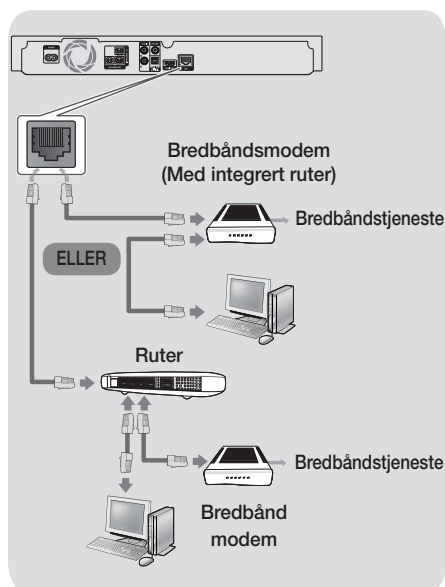 Bredbåndsmodem
(Med integrert ruter)
Bredbåndstjeneste
ELLER
Ruter
Bredbåndstjeneste
Bredbånd
modem